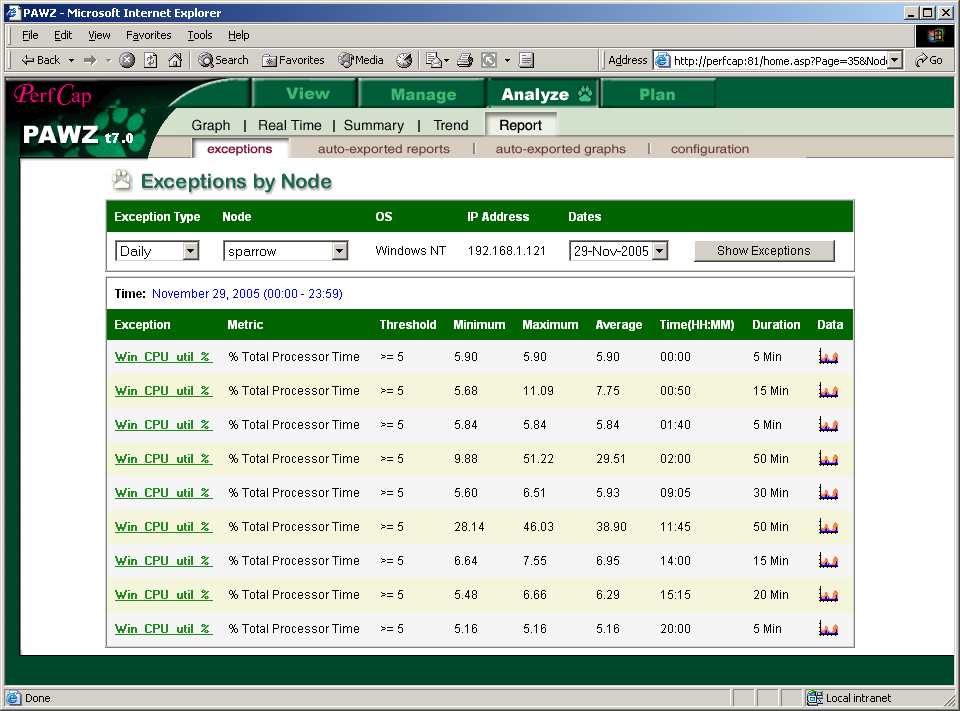 PAWZ - Microsoft Internet Explorer
File Edit View Favorites Tools Help
Back Search Favorites Media Address http://perfcap:81/home.asp?Page=35&Node Go
PerfCap
View Manage Analyze Plan
PAWZ t7.0
Graph | Real Time | Summary | Trend Report
exceptions auto-exported reports | auto-exported graphs | configuration
Exceptions by Node
Exception Type Node OS IP Address Dates
Daily sparrow Windows NT 192.168.1.121 29-Nov-2005 Show Exceptions
Time: November 29, 2005 (00:00 - 23:59)
Exception Metric Threshold Minimum Maximum Average Time(HH:MM) Duration Data
Win_CPU_util_% % Total Processor Time >= 5 5.90 5.90 5.90 00:00 5 Min
Win_CPU_util_% % Total Processor Time >= 5 5.68 11.09 7.75 00:50 15 Min
Win_CPU_util_% % Total Processor Time >= 5 5.84 5.84 5.84 01:40 5 Min
Win_CPU_util_% % Total Processor Time >= 5 9.88 51.22 29.51 02:00 50 Min
Win_CPU_util_% % Total Processor Time >= 5 5.60 6.51 5.93 09:05 30 Min
Win_CPU_util_% % Total Processor Time >= 5 28.14 46.03 38.90 11:45 50 Min
Win_CPU_util_% % Total Processor Time >= 5 6.64 7.55 6.95 14:00 15 Min
Win_CPU_util_% % Total Processor Time >= 5 5.48 6.66 6.29 15:15 20 Min
Win_CPU_util_% % Total Processor Time >= 5 5.16 5.16 5.16 20:00 5 Min
Done Local intranet